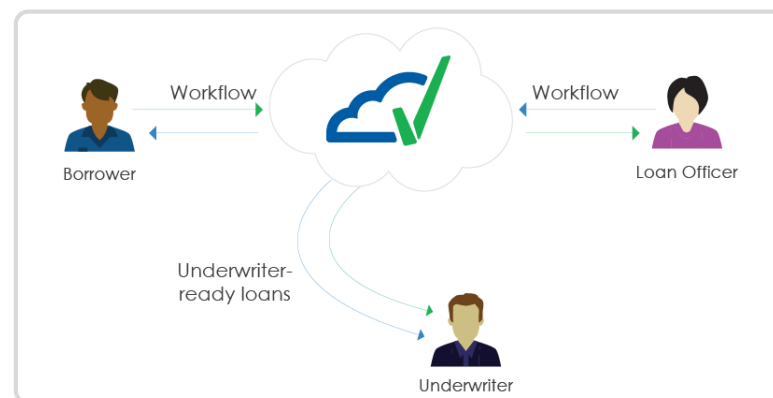 Workflow
Workflow
Borrower
Loan Officer
Underwriter-
ready loans
Underwriter